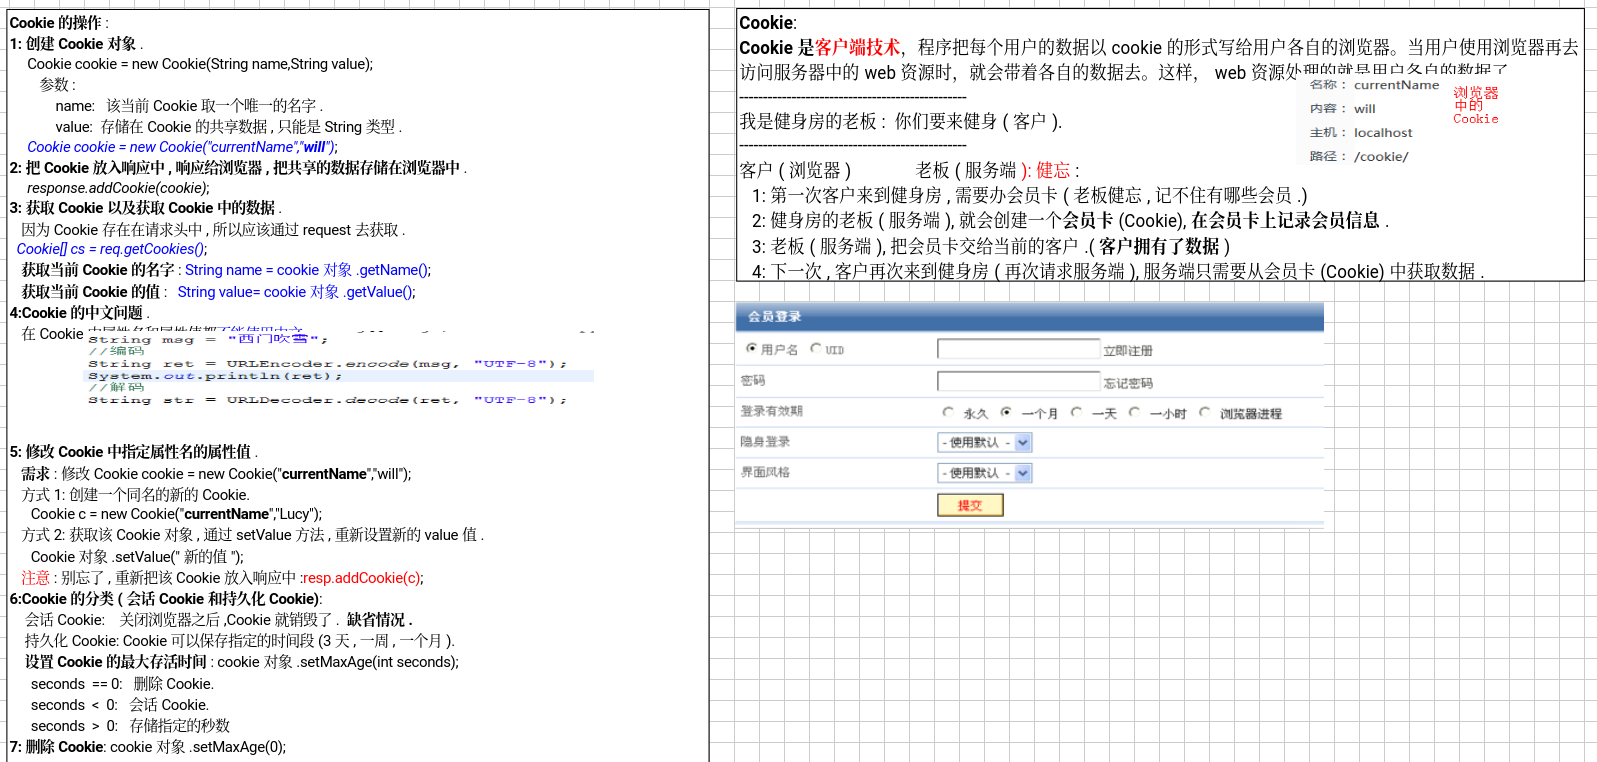 Cookie 的操作 :
1: 创建 Cookie 对象 .
Cookie cookie = new Cookie(String name,String value);
参数 :
name: 该当前 Cookie 取一个唯一的名字 .
value: 存储在 Cookie 的共享数据 , 只能是 String 类型 .
Cookie cookie = new Cookie("currentName","will");
2: 把 Cookie 放入响应中 , 响应给浏览器 , 把共享的数据存储在浏览器中 .
response.addCookie(cookie);
3: 获取 Cookie 以及获取 Cookie 中的数据 .
因为 Cookie 存在在请求头中 , 所以应该通过 request 去获取 .
Cookie[] cs = req.getCookies();
获取当前 Cookie 的名字 : String name = cookie 对象 .getName();
获取当前 Cookie 的值 : String value= cookie 对象 .getValue();
4:Cookie 的中文问题 .
在 Cookie 中属性名和属性值都不能使用中文
String msg = "西门吹雪";
//编码
String ret = URLEncoder.encode(msg, "UTF-8");
System.out.println(ret);
//解码
String str = URLDecoder.decode(ret, "UTF-8");
5: 修改 Cookie 中指定属性名的属性值 .
需求 : 修改 Cookie cookie = new Cookie("currentName","will");
方式 1: 创建一个同名的新的 Cookie.
Cookie c = new Cookie("currentName","Lucy");
方式 2: 获取该 Cookie 对象 , 通过 setValue 方法 , 重新设置新的 value 值 .
Cookie 对象 .setValue(" 新的值 ");
注意 : 别忘了 , 重新把该 Cookie 放入响应中 :resp.addCookie(c);
6:Cookie 的分类 ( 会话 Cookie 和持久化 Cookie):
会话 Cookie: 关闭浏览器之后 ,Cookie 就销毁了 . 缺省情况 .
持久化 Cookie: Cookie 可以保存指定的时间段 (3 天 , 一周 , 一个月 ).
设置 Cookie 的最大存活时间 : cookie 对象 .setMaxAge(int seconds);
seconds == 0: 删除 Cookie.
seconds < 0: 会话 Cookie.
seconds > 0: 存储指定的秒数
7: 删除 Cookie: cookie 对象 .setMaxAge(0);
Cookie:
Cookie 是客户端技术，程序把每个用户的数据以 cookie 的形式写给用户各自的浏览器。当用户使用浏览器再去
访问服务器中的 web 资源时，就会带着各自的数据去。这样， web 资源处理的就是用户各自的数据了
名称： currentName
内容： will
主机： localhost
路径： /cookie/
浏览器
中的
Cookie
----------------------------------------------
我是健身房的老板 : 你们要来健身 ( 客户 ).
----------------------------------------------
客户 ( 浏览器 ) 老板 ( 服务端 ): 健忘 :
1: 第一次客户来到健身房 , 需要办会员卡 ( 老板健忘 , 记不住有哪些会员 .)
2: 健身房的老板 ( 服务端 ), 就会创建一个会员卡 (Cookie), 在会员卡上记录会员信息 .
3: 老板 ( 服务端 ), 把会员卡交给当前的客户 .( 客户拥有了数据 )
4: 下一次 , 客户再次来到健身房 ( 再次请求服务端 ), 服务端只需要从会员卡 (Cookie) 中获取数据 .
会员登录
用户名 UID 立即注册
密码 忘记密码
登录有效期 永久 一个月 一天 一小时 浏览器进程
隐身登录 - 使用默认 -
界面风格 - 使用默认 -
提交